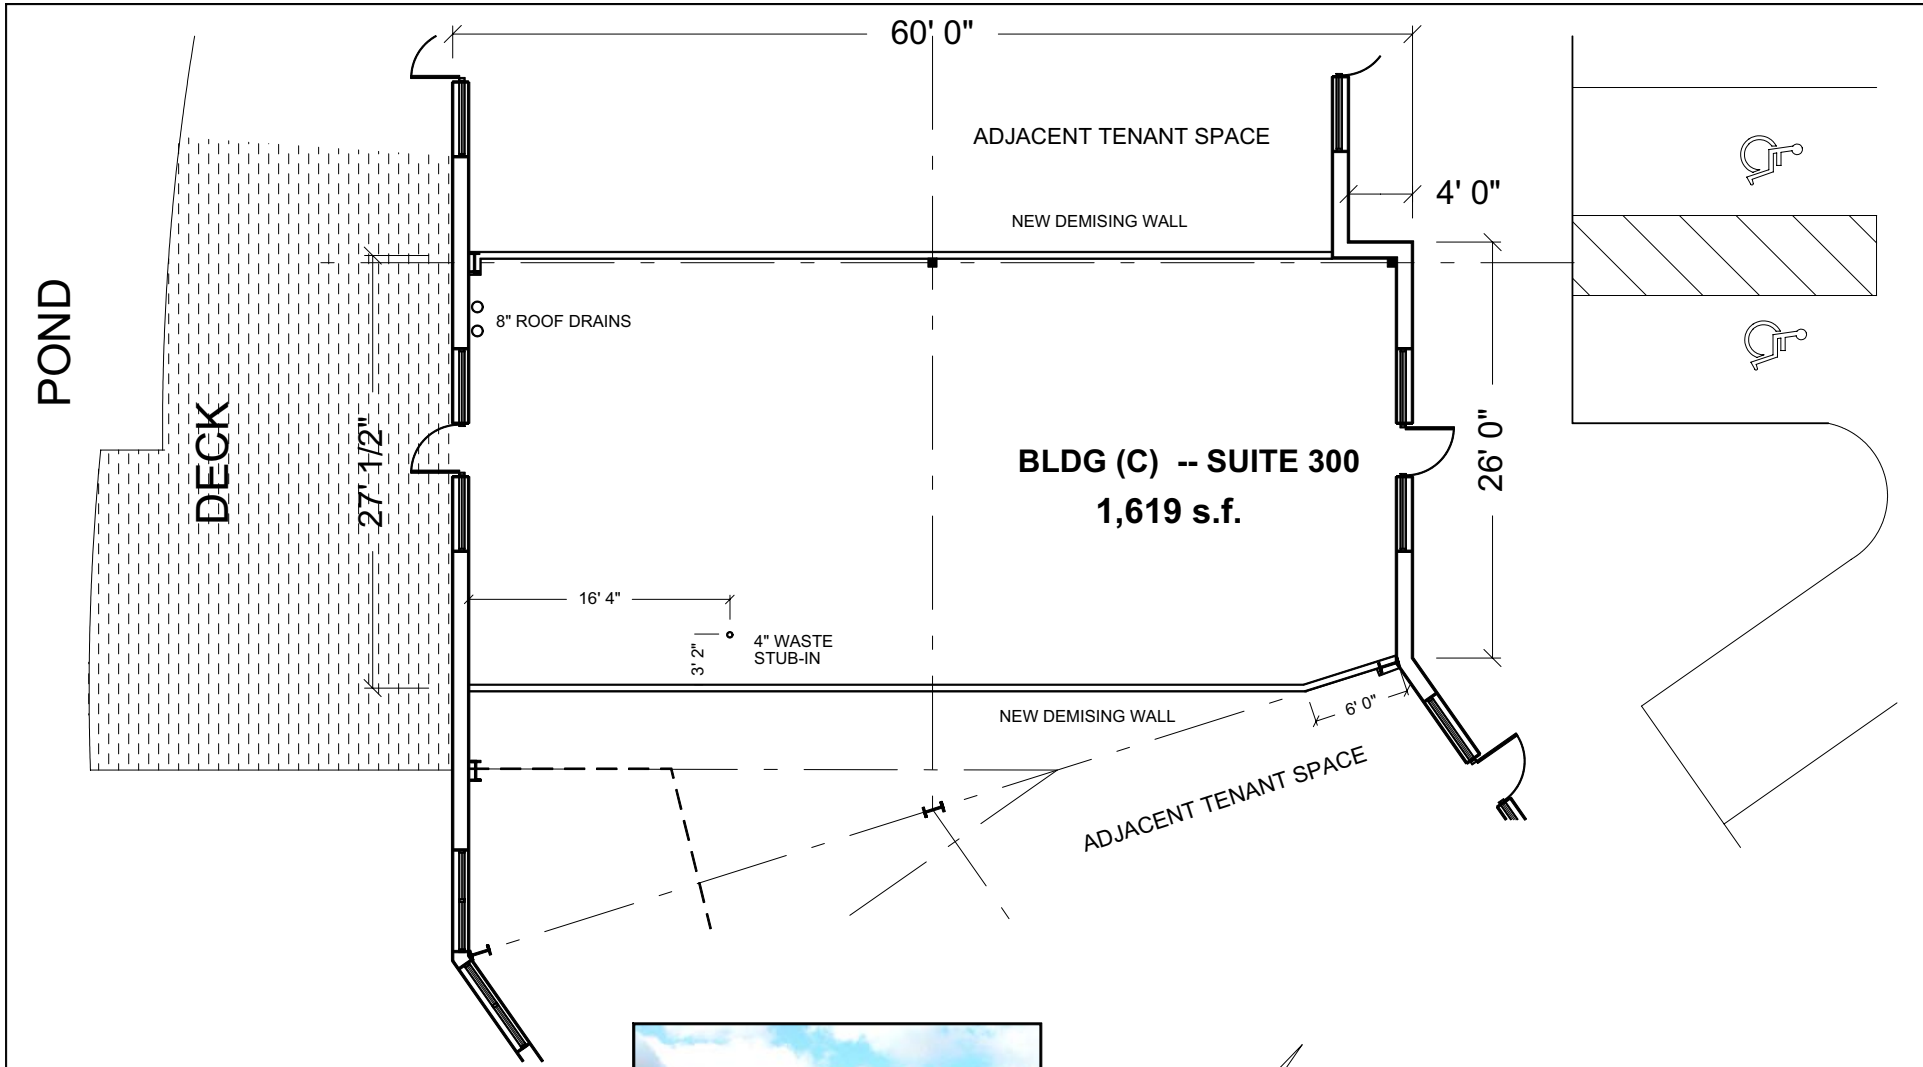 60' 0"
ADJACENT TENANT SPACE
4' 0"
NEW DEMISING WALL
POND
8" ROOF DRAINS
DECK
27' 1/2"
BLDG (C) -- SUITE 300
1,619 s.f.
26' 0"
16' 4"
3' 2"
4" WASTE
STUB-IN
6' 0"
NEW DEMISING WALL
ADJACENT TENANT SPACE